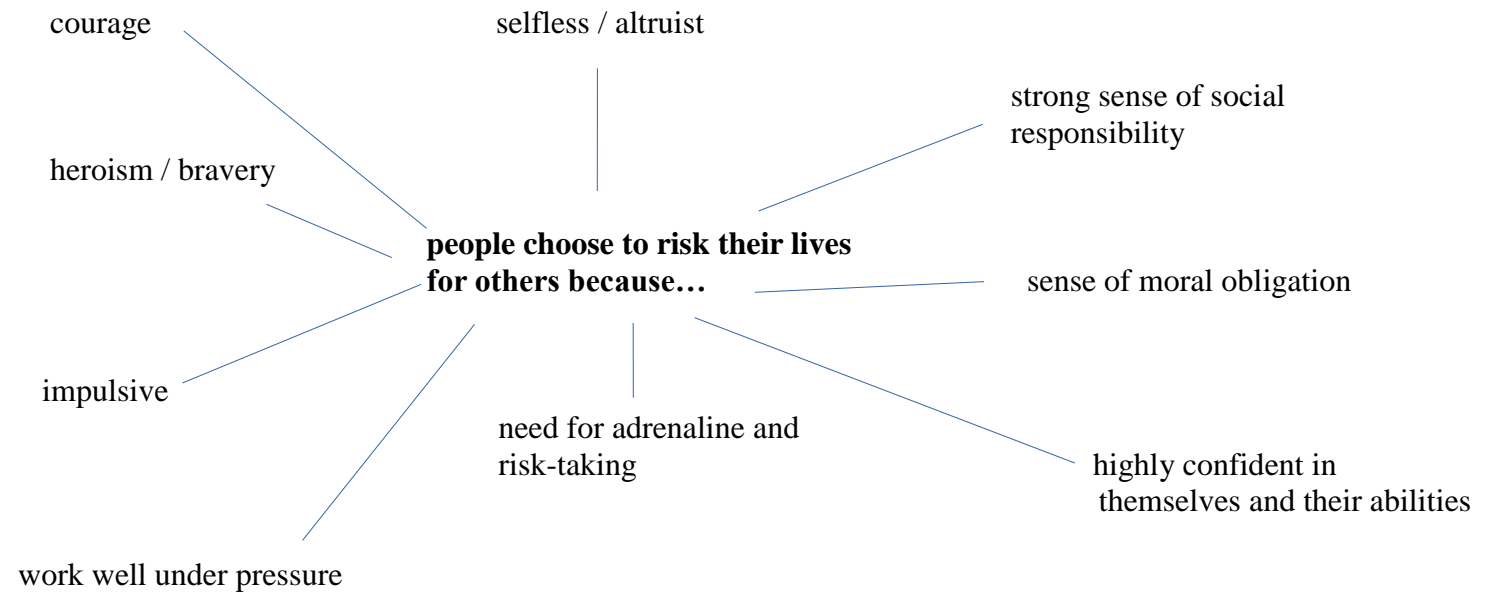 courage
selfless / altruist
strong sense of social
responsibility
heroism / bravery
people choose to risk their lives
for others because…
sense of moral obligation
impulsive
need for adrenaline and
risk-taking
highly confident in
themselves and their abilities
work well under pressure